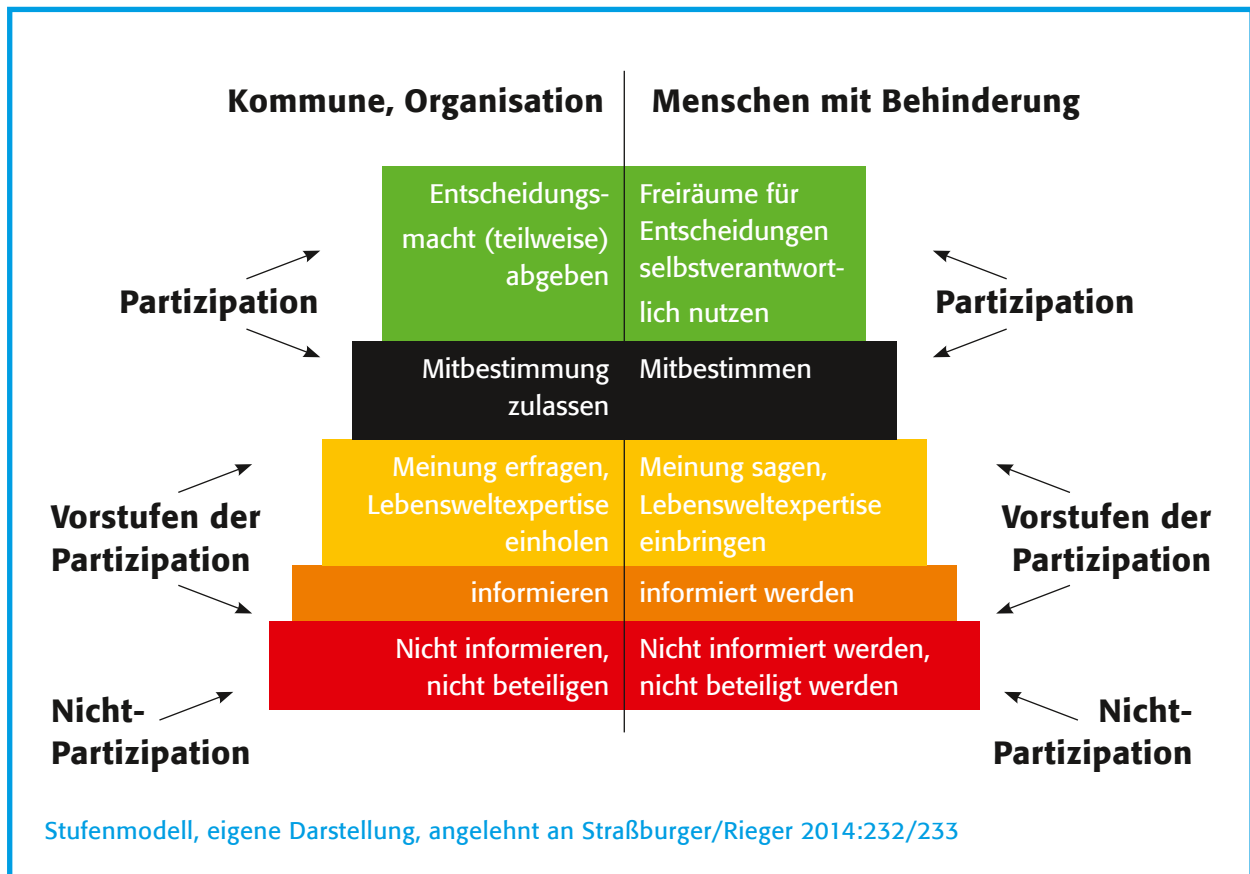 Kommune, Organisation
Menschen mit Behinderung
Entscheidungs-
macht (teilweise)
abgeben
Freiräume für
Entscheidungen
selbstverantwort-
lich nutzen
Partizipation
Partizipation
Mitbestimmung
zulassen
Mitbestimmen
Meinung erfragen,
Lebensweltexpertise
einholen
Meinung sagen,
Lebensweltexpertise
einbringen
Vorstufen der
Partizipation
Vorstufen der
Partizipation
informieren
informiert werden
Nicht informieren,
nicht beteiligen
Nicht informiert werden,
nicht beteiligt werden
Nicht-
Partizipation
Nicht-
Partizipation
Stufenmodell, eigene Darstellung, angelehnt an Straßburger/Rieger 2014:232/233